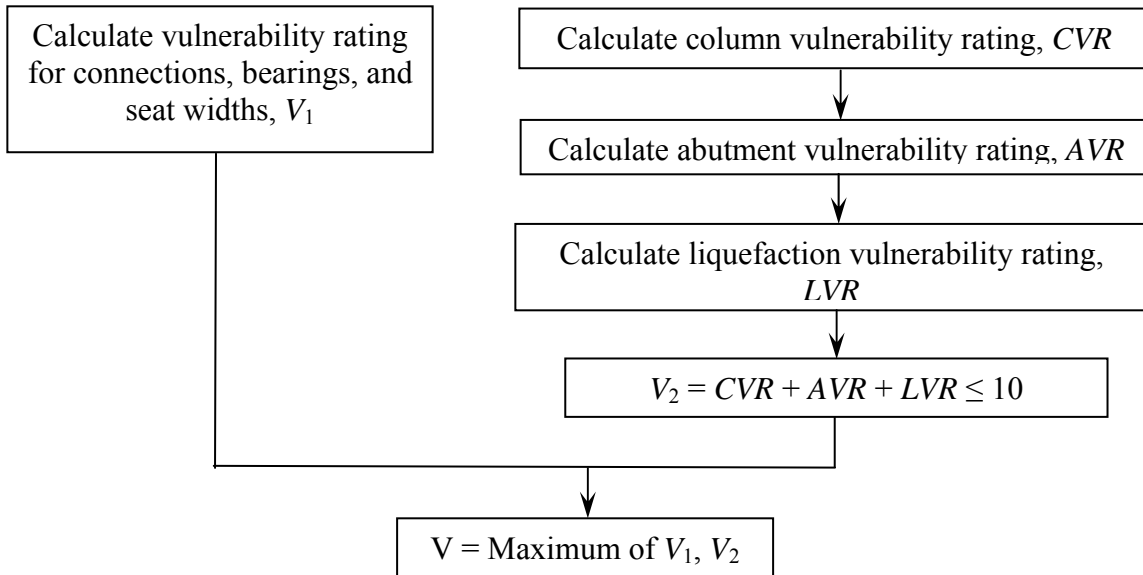 Calculate vulnerability rating
for connections, bearings, and
seat widths, V1
Calculate column vulnerability rating, CVR
Calculate abutment vulnerability rating, AVR
Calculate liquefaction vulnerability rating,
LVR
V2 = CVR + AVR + LVR ≤ 10
V = Maximum of V1, V2